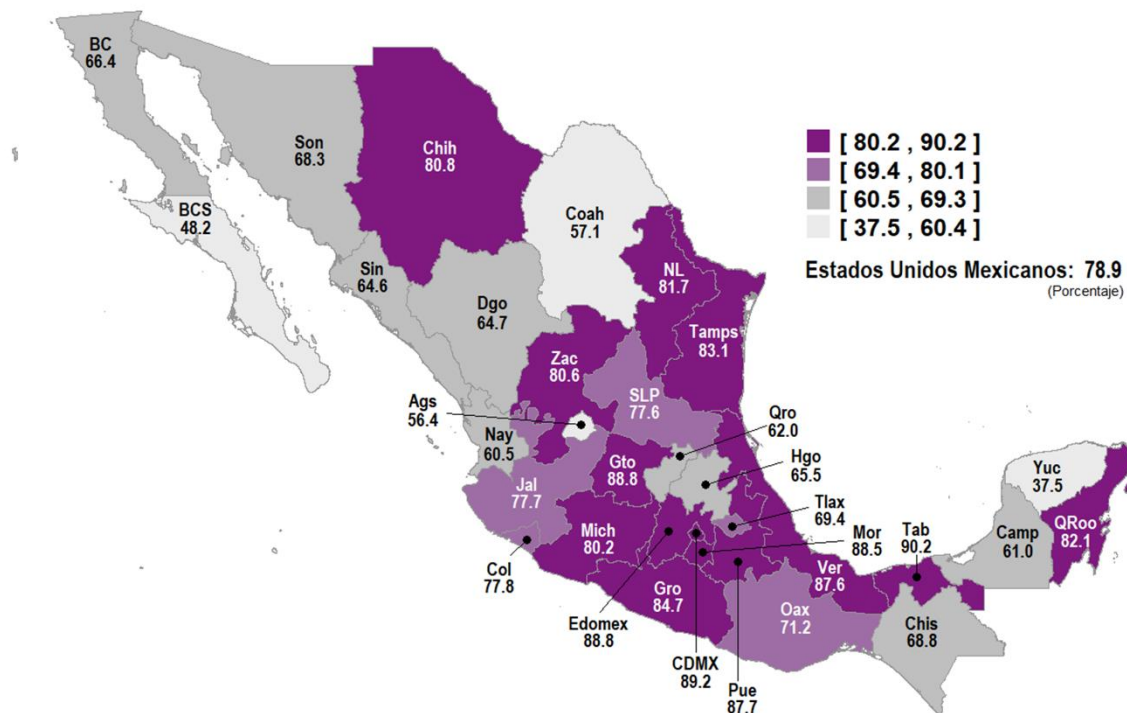 BC
66.4
Son
68.3
Chih
80.8
BCS
48.2
Coah
57.1
Sin
64.6
Dgo
64.7
NL
81.7
Tamps
83.1
Zac
80.6
SLP
77.6
Ags
56.4
Nay
60.5
Jal
77.7
Gto
88.8
Qro
62.0
Hgo
65.5
Tlax
69.4
Mor
88.5
Tab
90.2
Mich
80.2
Col
77.8
Gro
84.7
Edomex
88.8
CDMX
89.2
Pue
87.7
Ver
87.6
Oax
71.2
Chis
68.8
Camp
61.0
Yuc
37.5
QRoo
82.1
[ 80.2 , 90.2 ]
[ 69.4 , 80.1 ]
[ 60.5 , 69.3 ]
[ 37.5 , 60.4 ]
Estados Unidos Mexicanos: 78.9
(Porcentaje)